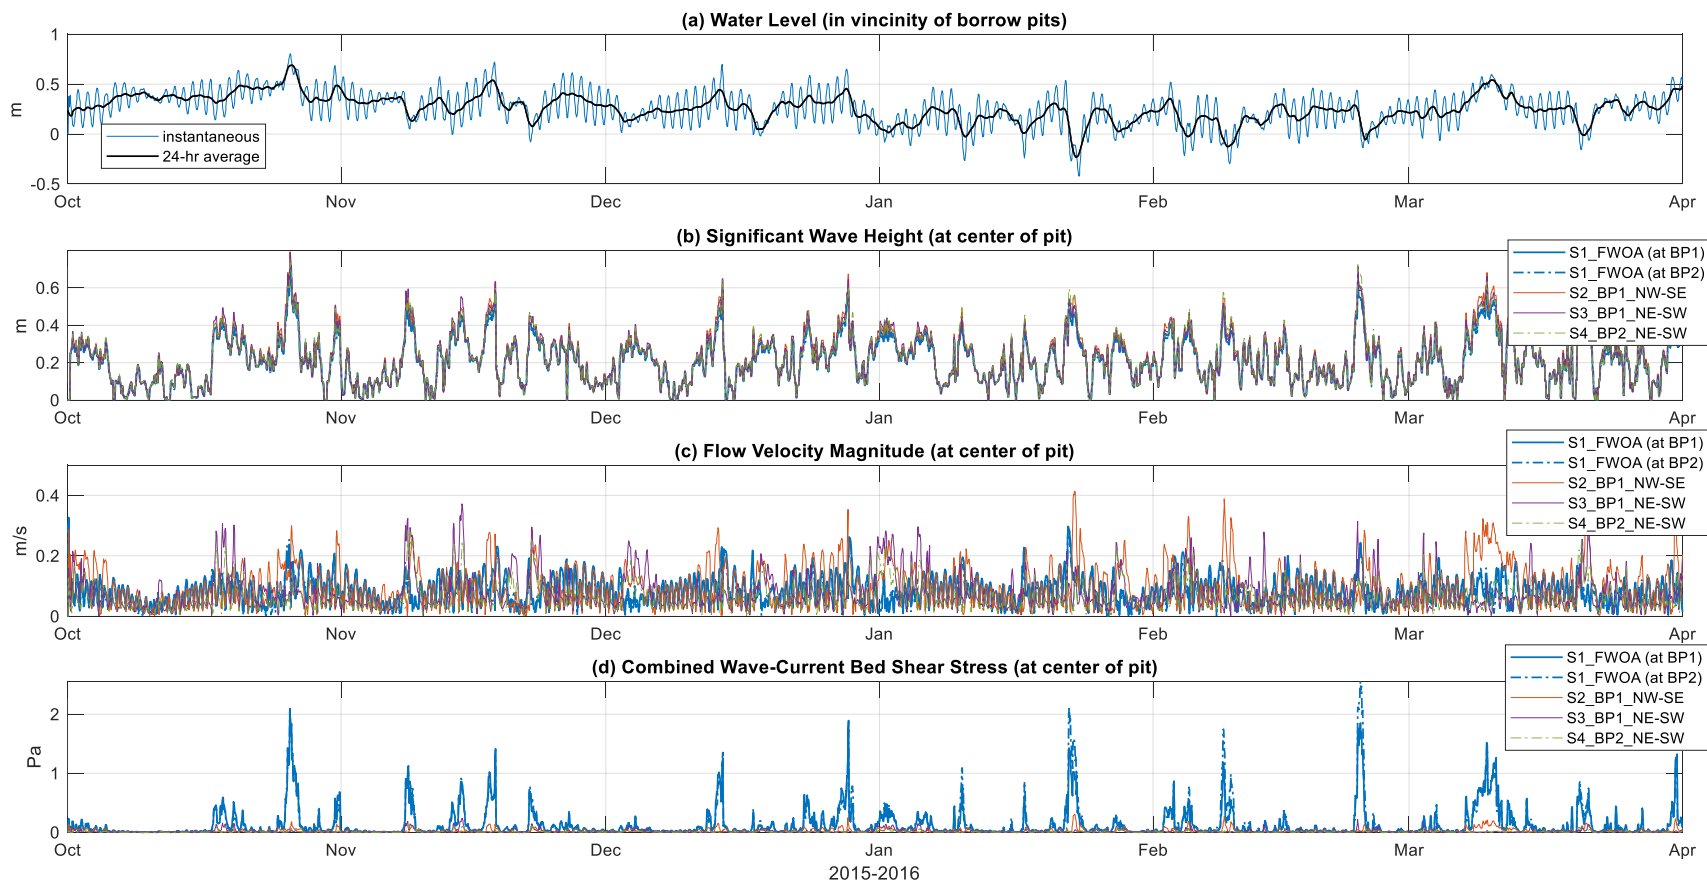 (a) Water Level (in vincinity of borrow pits)
1
0.5
0
-0.5
m
instantaneous
24-hr average
Oct Nov Dec Jan Feb Mar Apr
(b) Significant Wave Height (at center of pit)
0.6
0.4
0.2
0
m
S1_FWOA (at BP1)
S1_FWOA (at BP2)
S2_BP1_NW-SE
S3_BP1_NE-SW
S4_BP2_NE-SW
Oct Nov Dec Jan Feb Mar Apr
(c) Flow Velocity Magnitude (at center of pit)
0.4
0.2
0
m/s
S1_FWOA (at BP1)
S1_FWOA (at BP2)
S2_BP1_NW-SE
S3_BP1_NE-SW
S4_BP2_NE-SW
Oct Nov Dec Jan Feb Mar Apr
(d) Combined Wave-Current Bed Shear Stress (at center of pit)
2
1
0
Pa
S1_FWOA (at BP1)
S1_FWOA (at BP2)
S2_BP1_NW-SE
S3_BP1_NE-SW
S4_BP2_NE-SW
Oct Nov Dec Jan Feb Mar Apr
2015-2016